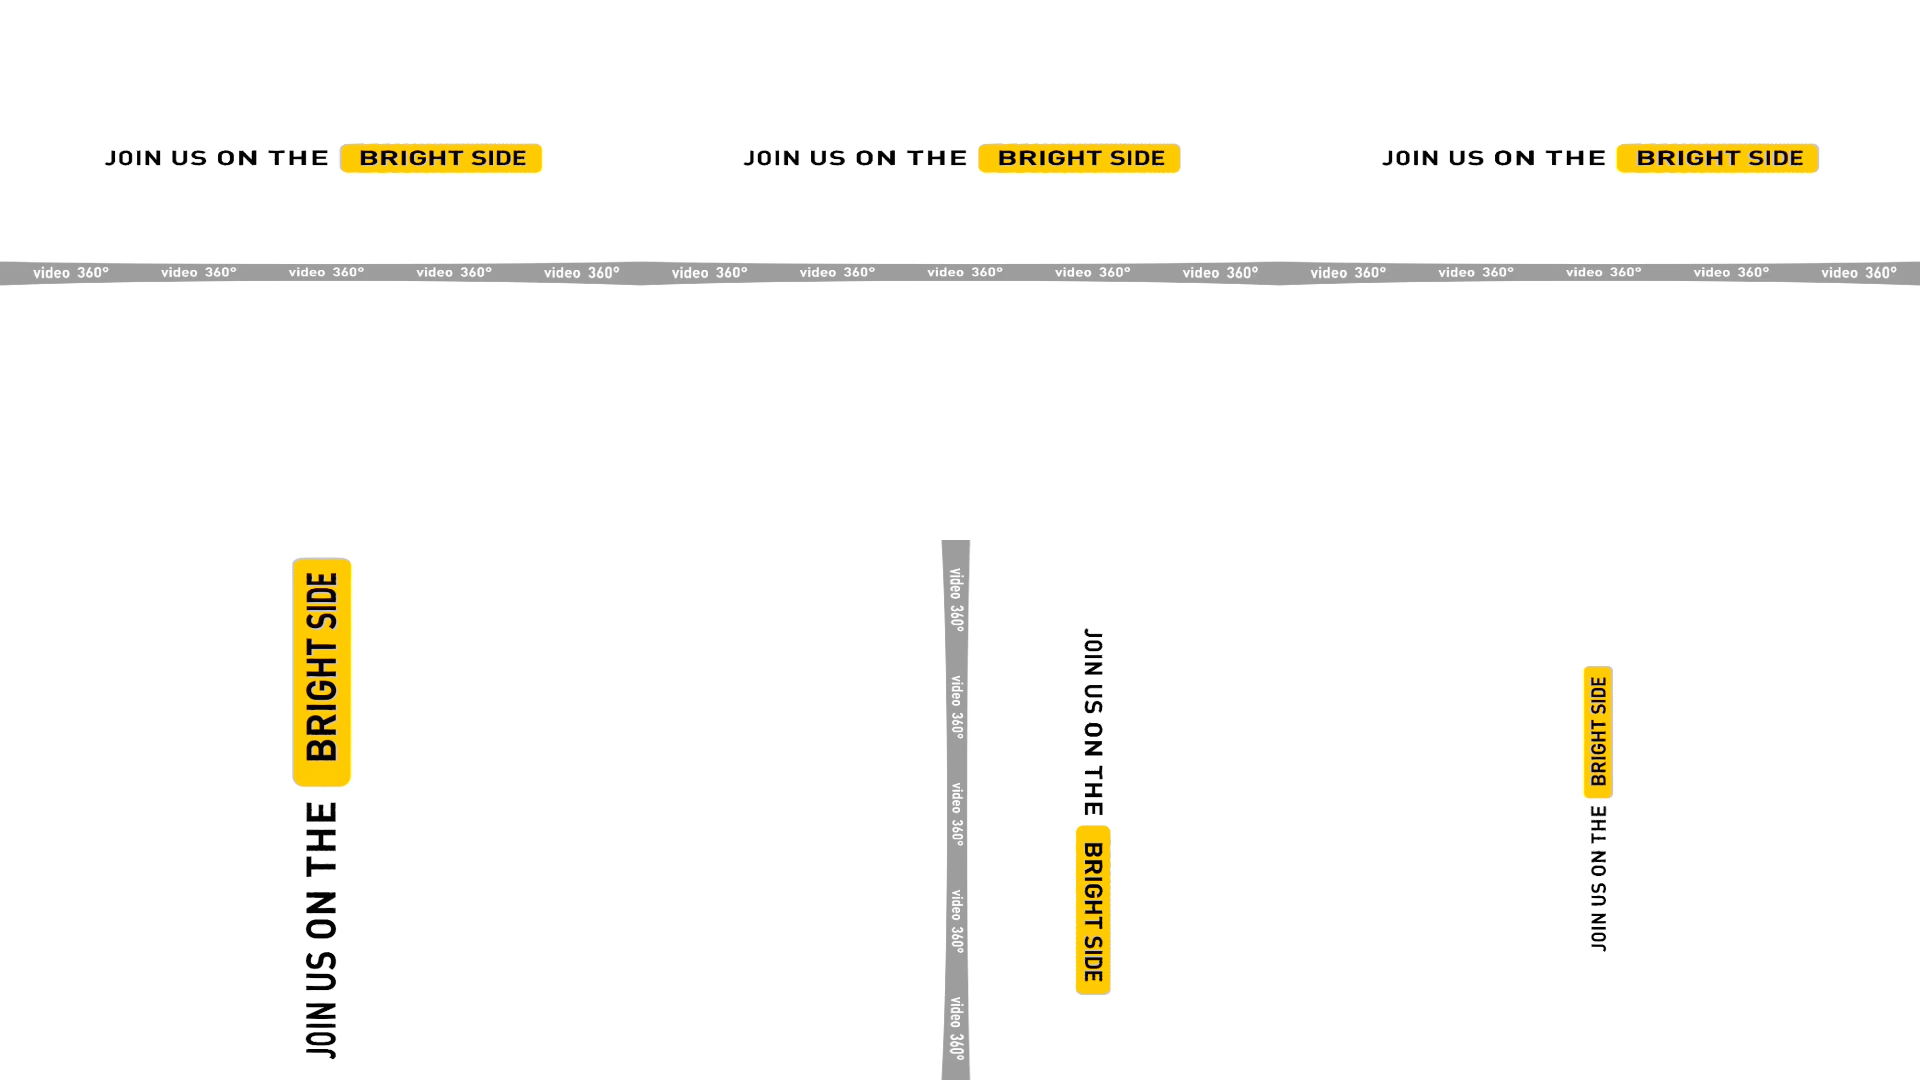 JOIN US ON THE BRIGHT SIDE JOIN US ON THE BRIGHT SIDE JOIN US ON THE BRIGHT SIDE
video 360° video 360° video 360° video 360° video 360° video 360° video 360° video 360° video 360° video 360° video 360° video 360° video 360° video 360° video 360°
JOIN US ON THE BRIGHT SIDE
video 360° video 360° video 360° video 360° video 360°
JOIN US ON THE BRIGHT SIDE
JOIN US ON THE BRIGHT SIDE